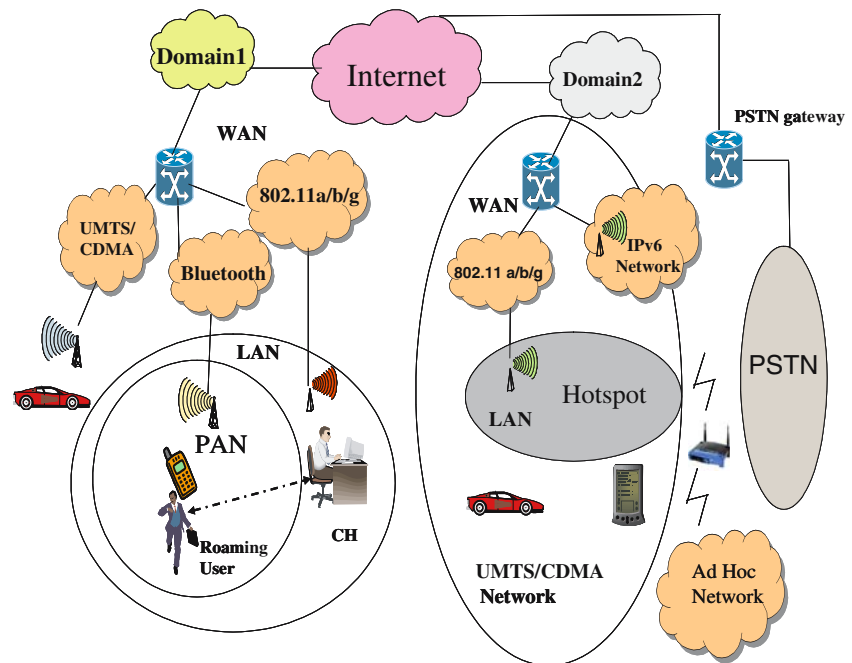 Domain1
Internet
Domain2
PSTN gateway
WAN
802.11a/b/g
UMTS/
CDMA
Bluetooth
WAN
IPv6
Network
802.11 a/b/g
LAN
PAN
Hotspot
LAN
PSTN
Roaming
User
CH
UMTS/CDMA
Network
Ad Hoc
Network